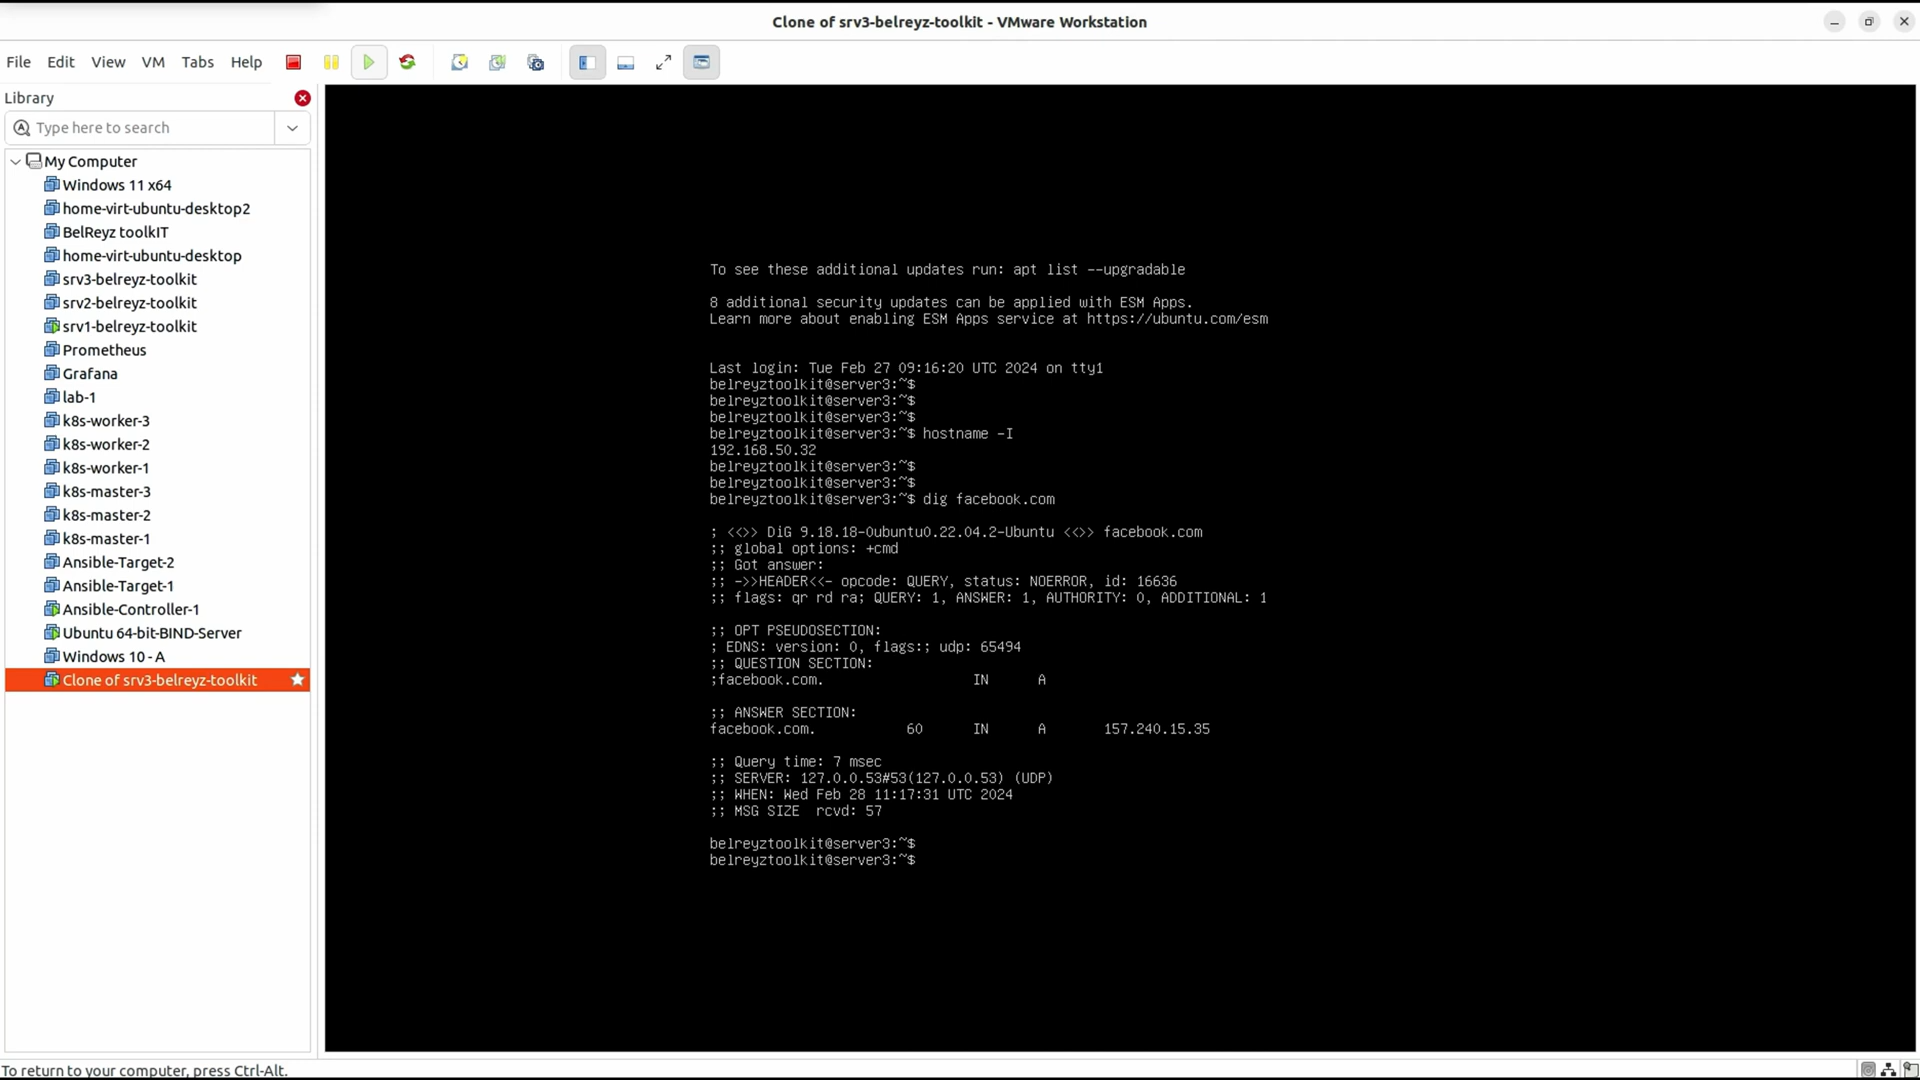 Clone of srv3-belreyz-toolkit - VMware Workstation
File Edit View VM Tabs Help
Library
Type here to search
My Computer
Windows 11 x64
home-virt-ubuntu-desktop2
BelReyz toolkIT
home-virt-ubuntu-desktop
srv3-belreyz-toolkit
srv2-belreyz-toolkit
srv1-belreyz-toolkit
Prometheus
Grafana
lab-1
k8s-worker-3
k8s-worker-2
k8s-worker-1
k8s-master-3
k8s-master-2
k8s-master-1
Ansible-Target-2
Ansible-Target-1
Ansible-Controller-1
Ubuntu 64-bit-BIND-Server
Windows 10 - A
Clone of srv3-belreyz-toolkit
To see these additional updates run: apt list --upgradable
8 additional security updates can be applied with ESM Apps.
Learn more about enabling ESM Apps service at https://ubuntu.com/esm
Last login: Tue Feb 27 09:16:20 UTC 2024 on tty1
belreyztoolkit@server3:~$
belreyztoolkit@server3:~$
belreyztoolkit@server3:~$
belreyztoolkit@server3:~$ hostname -I
192.168.50.32
belreyztoolkit@server3:~$
belreyztoolkit@server3:~$
belreyztoolkit@server3:~$ dig facebook.com
; <<>> DiG 9.18.18-0ubuntu0.22.04.2-Ubuntu <<>> facebook.com
;; global options: +cmd
;; Got answer:
;; ->>HEADER<<- opcode: QUERY, status: NOERROR, id: 16636
;; flags: qr rd ra; QUERY: 1, ANSWER: 1, AUTHORITY: 0, ADDITIONAL: 1
;; OPT PSEUDOSECTION:
; EDNS: version: 0, flags:; udp: 65494
;; QUESTION SECTION:
;facebook.com. IN A
;; ANSWER SECTION:
facebook.com. 60 IN A 157.240.15.35
;; Query time: 7 msec
;; SERVER: 127.0.0.53#53(127.0.0.53) (UDP)
;; WHEN: Wed Feb 28 11:17:31 UTC 2024
;; MSG SIZE rcvd: 57
belreyztoolkit@server3:~$
belreyztoolkit@server3:~$
To return to your computer, press Ctrl-Alt.